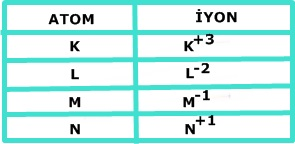 ATOM İYON
K K+3
L L-2
M M-1
N N+1